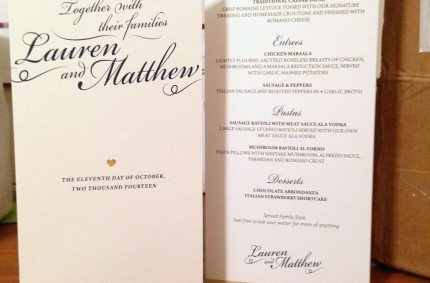 Together with
their families
Lauren
and Matthew
THE ELEVENTH DAY OF OCTOBER,
TWO THOUSAND FOURTEEN
TRADITIONAL CAESAR
CRISP ROMAINE LETTUCE TOSSED WITH OUR SIGNATURE
DRESSING AND HOMEMADE CROUTONS AND FINISHED WITH
ROMANO CHEESE
Entrees
CHICKEN MARSALA
LIGHTLY FLOURED, SAUTEED BONELESS BREAST OF CHICKEN,
MUSHROOMS AND A MARSALA REDUCTION SAUCE, SERVED WITH
GARLIC MASHED POTATOES
SAUSAGE & PEPPERS
ITALIAN SAUSAGE AND ROASTED PEPPERS IN A GARLIC BROTH
Pastas
SAUSAGE RAVIOLI WITH MEAT SAUCE ALA VODKA
LARGE SAUSAGE STUFFED RAVIOLI SERVED WITH OUR OWN
MEAT SAUCE ALA VODKA
MUSHROOM RAVIOLI AL FORNO
PASTA PILLOWS WITH SHIITAKE MUSHROOM, ALFREDO SAUCE,
PARMESAN AND ROMANO CRUST
Desserts
CHOCOLATE ABBONDANZA
ITALIAN STRAWBERRY SHORTCAKE
Served Family Style.
Feel free to ask your waiter for more of anything.
Lauren
and Matthew